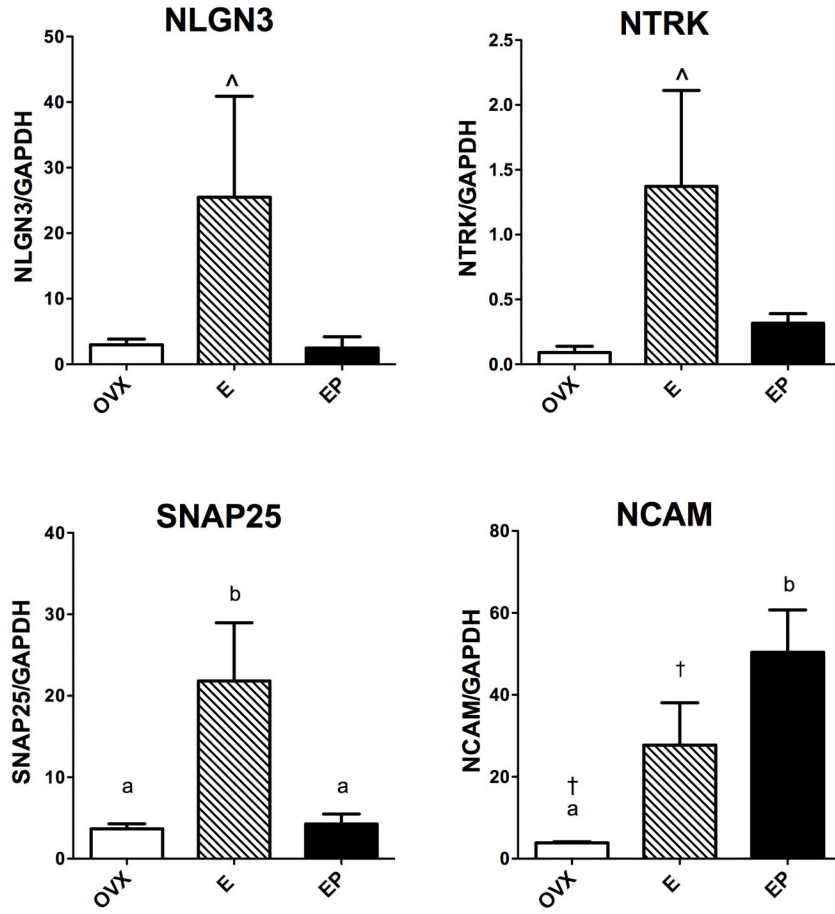 NLGN3
NLGN3/GAPDH
50
40
30
20
10
0
^
OVX
E
EP
NTRK
NTRK/GAPDH
2.5
2.0
1.5
1.0
0.5
0.0
^
OVX
E
EP
SNAP25
SNAP25/GAPDH
40
30
20
10
0
a
b
a
OVX
E
EP
NCAM
NCAM/GAPDH
80
60
40
20
0
†
a
†
b
OVX
E
EP